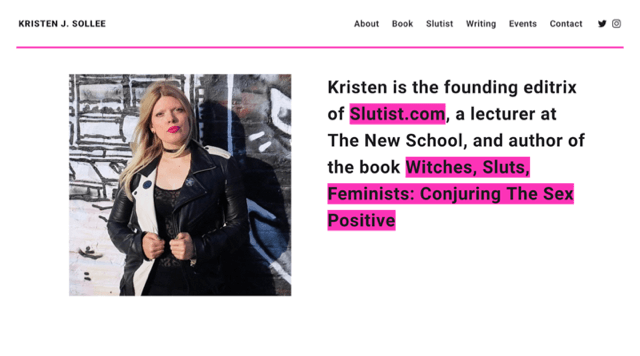 KRISTEN J. SOLLEE
About Book Slutist Writing Events Contact
Kristen is the founding editrix
of Slutist.com, a lecturer at
The New School, and author of
the book Witches, Sluts,
Feminists: Conjuring The Sex
Positive